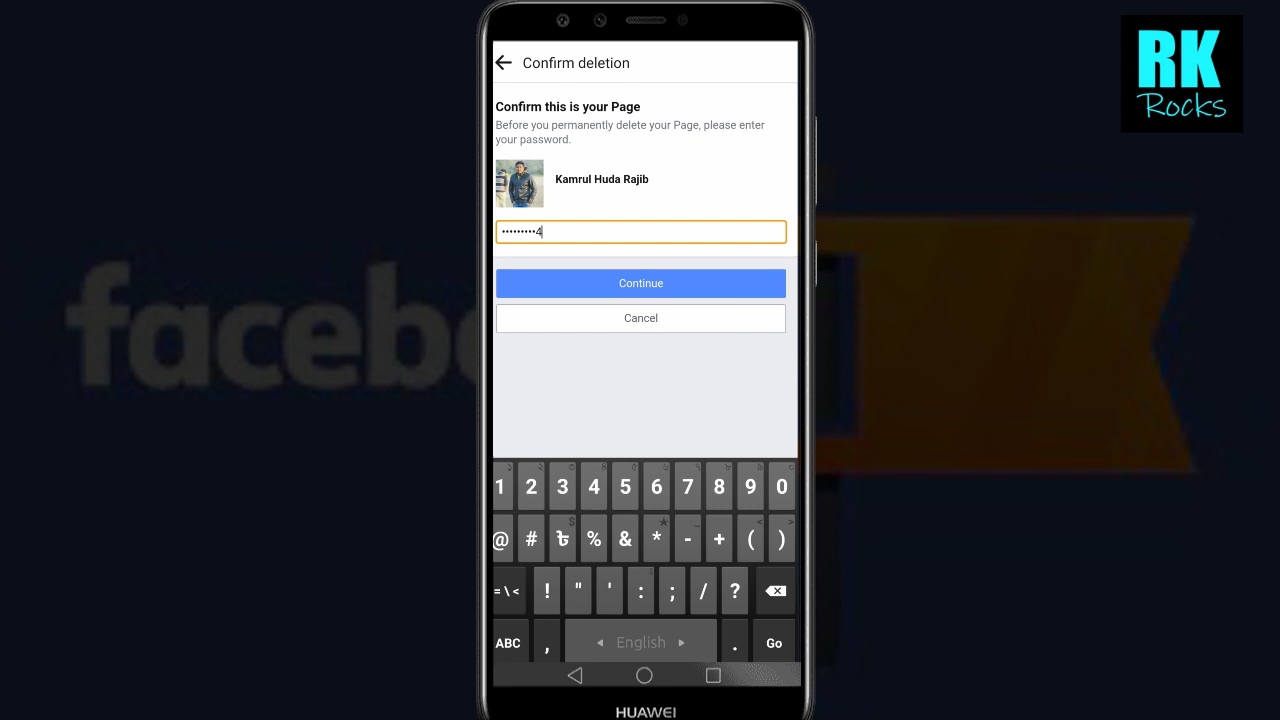 RK
Rocks
Confirm deletion
Confirm this is your Page
Before you permanently delete your Page, please enter
your password.
Kamrul Huda Rajib
•••••••••4
Continue
Cancel
faceb
1 2 3 4 5 6 7 8 9 0
@ # ৳ % & * - + ( )
= \ < ! " ' : ; / ?
ABC , English . Go
HUAWEI